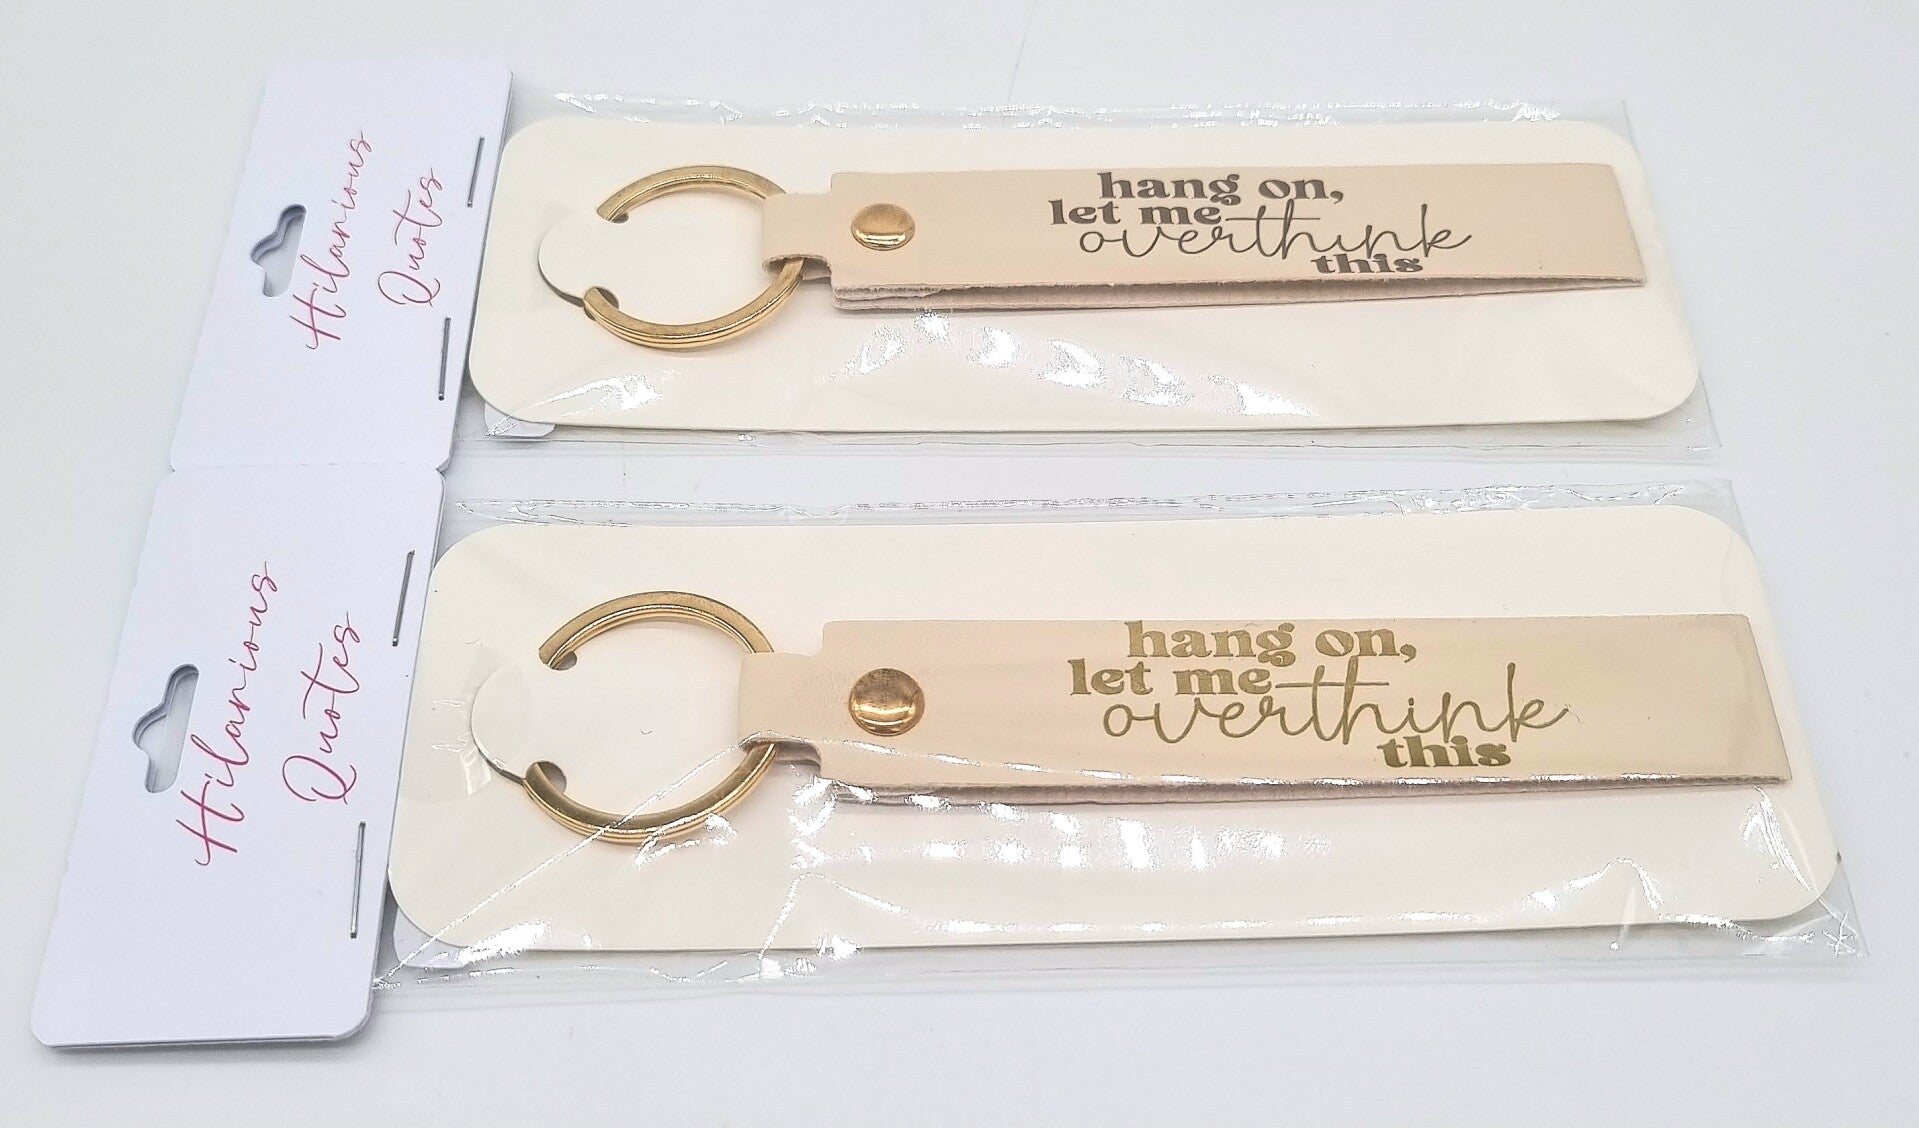 Hilarious
Quotes
hang on,
let me
overthink
this
Hilarious
Quotes
hang on,
let me
overthink
this